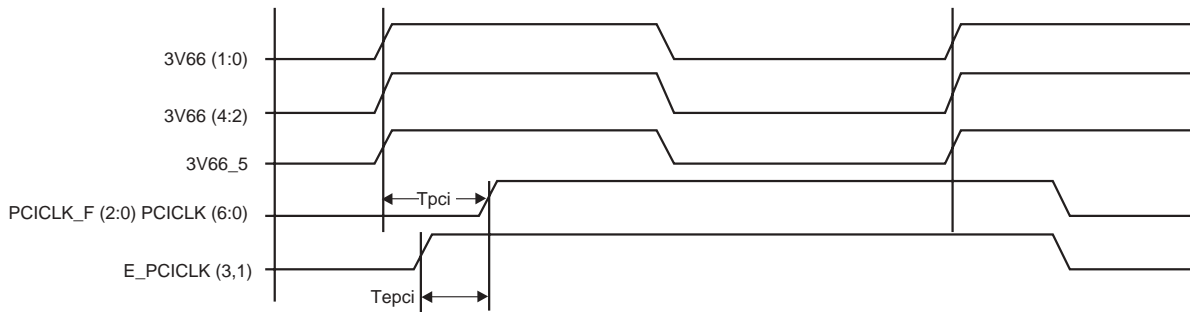 3V66 (1:0)
3V66 (4:2)
3V66_5
Tpci
PCICLK_F (2:0) PCICLK (6:0)
E_PCICLK (3,1)
Tepci